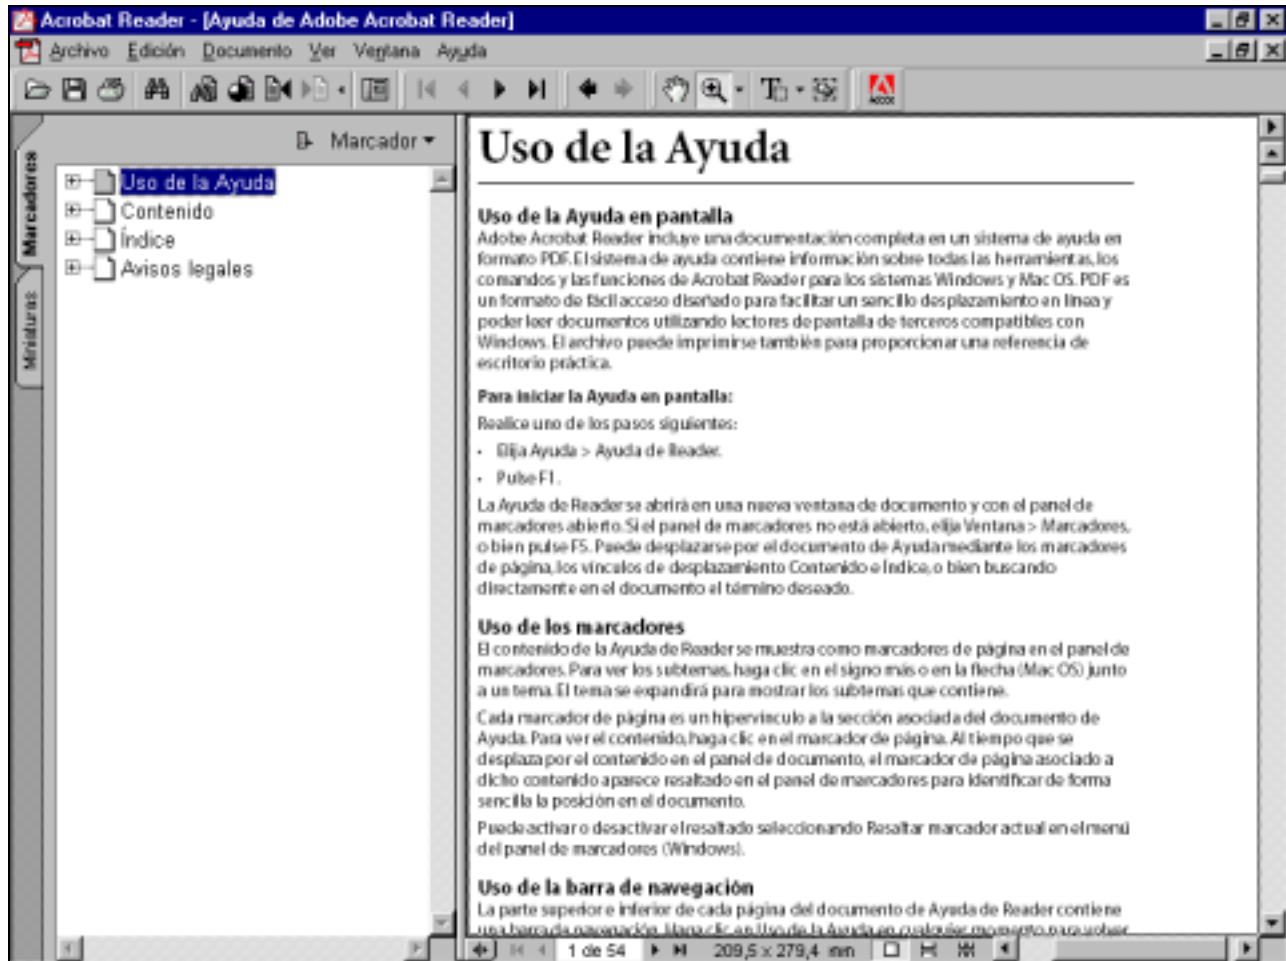 Acrobat Reader - [Ayuda de Adobe Acrobat Reader]
Archivo Edición Documento Ver Ventana Ayuda
Marcador
Marcadores
Miniaturas
Uso de la Ayuda
Contenido
Índice
Avisos legales
Uso de la Ayuda
Uso de la Ayuda en pantalla
Adobe Acrobat Reader incluye una documentación completa en un sistema de ayuda en
formato PDF. El sistema de ayuda contiene información sobre todas las herramientas, los
comandos y las funciones de Acrobat Reader para los sistemas Windows y Mac OS. PDF es
un formato de fácil acceso diseñado para facilitar un sencillo desplazamiento en línea y
poder leer documentos utilizando lectores de pantalla de terceros compatibles con
Windows. El archivo puede imprimirse también para proporcionar una referencia de
escritorio práctica.
Para iniciar la Ayuda en pantalla:
Realice uno de los pasos siguientes:
• Elija Ayuda > Ayuda de Reader.
• Pulse F1.
La Ayuda de Reader se abrirá en una nueva ventana de documento y con el panel de
marcadores abierto. Si el panel de marcadores no está abierto, elija Ventana > Marcadores,
o bien pulse F5. Puede desplazarse por el documento de Ayuda mediante los marcadores
de página, los vínculos de desplazamiento Contenido e Índice, o bien buscando
directamente en el documento el término deseado.
Uso de los marcadores
El contenido de la Ayuda de Reader se muestra como marcadores de página en el panel de
marcadores. Para ver los subtemas, haga clic en el signo más o en la flecha (Mac OS) junto
a un tema. El tema se expandirá para mostrar los subtemas que contiene.
Cada marcador de página es un hipervínculo a la sección asociada del documento de
Ayuda. Para ver el contenido, haga clic en el marcador de página. Al tiempo que se
desplaza por el contenido en el panel de documento, el marcador de página asociado a
dicho contenido aparece resaltado en el panel de marcadores para identificar de forma
sencilla la posición en el documento.
Puede activar o desactivar el resaltado seleccionando Resaltar marcador actual en el menú
del panel de marcadores (Windows).
Uso de la barra de navegación
La parte superior e inferior de cada página del documento de Ayuda de Reader contiene
una barra de navegación. Haga clic en Uso de la Ayuda en cualquier momento para volver
1 de 54 209,5 x 279,4 mm